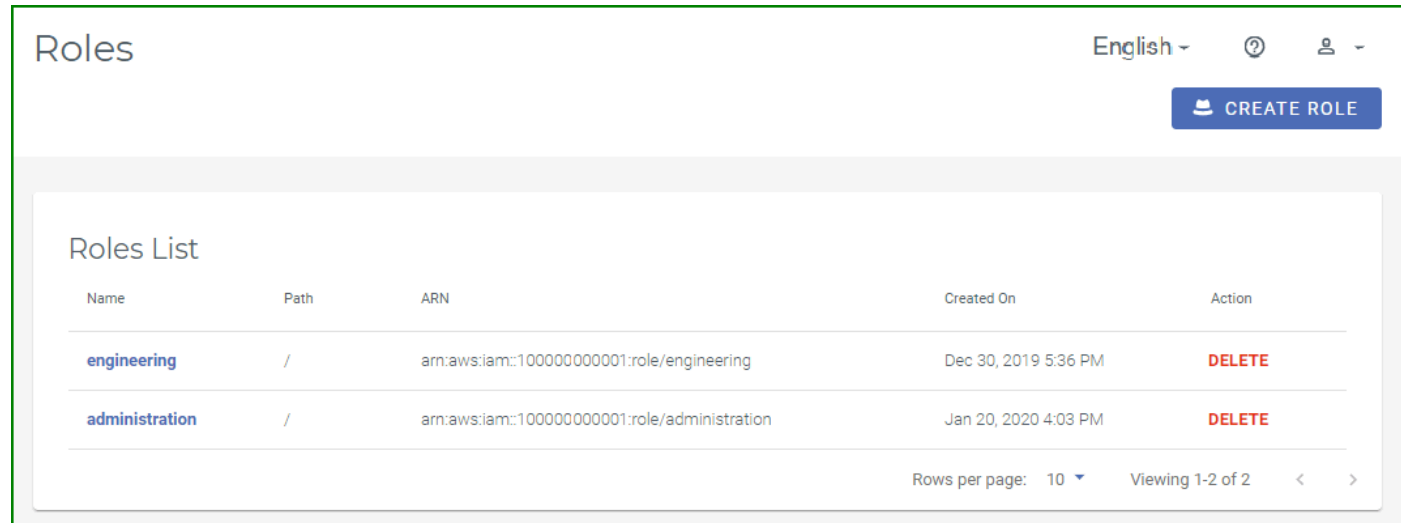 Roles
English
CREATE ROLE
Roles List
Name Path ARN Created On Action
engineering / arn:aws:iam::100000000001:role/engineering Dec 30, 2019 5:36 PM DELETE
administration / arn:aws:iam::100000000001:role/administration Jan 20, 2020 4:03 PM DELETE
Rows per page: 10 Viewing 1-2 of 2